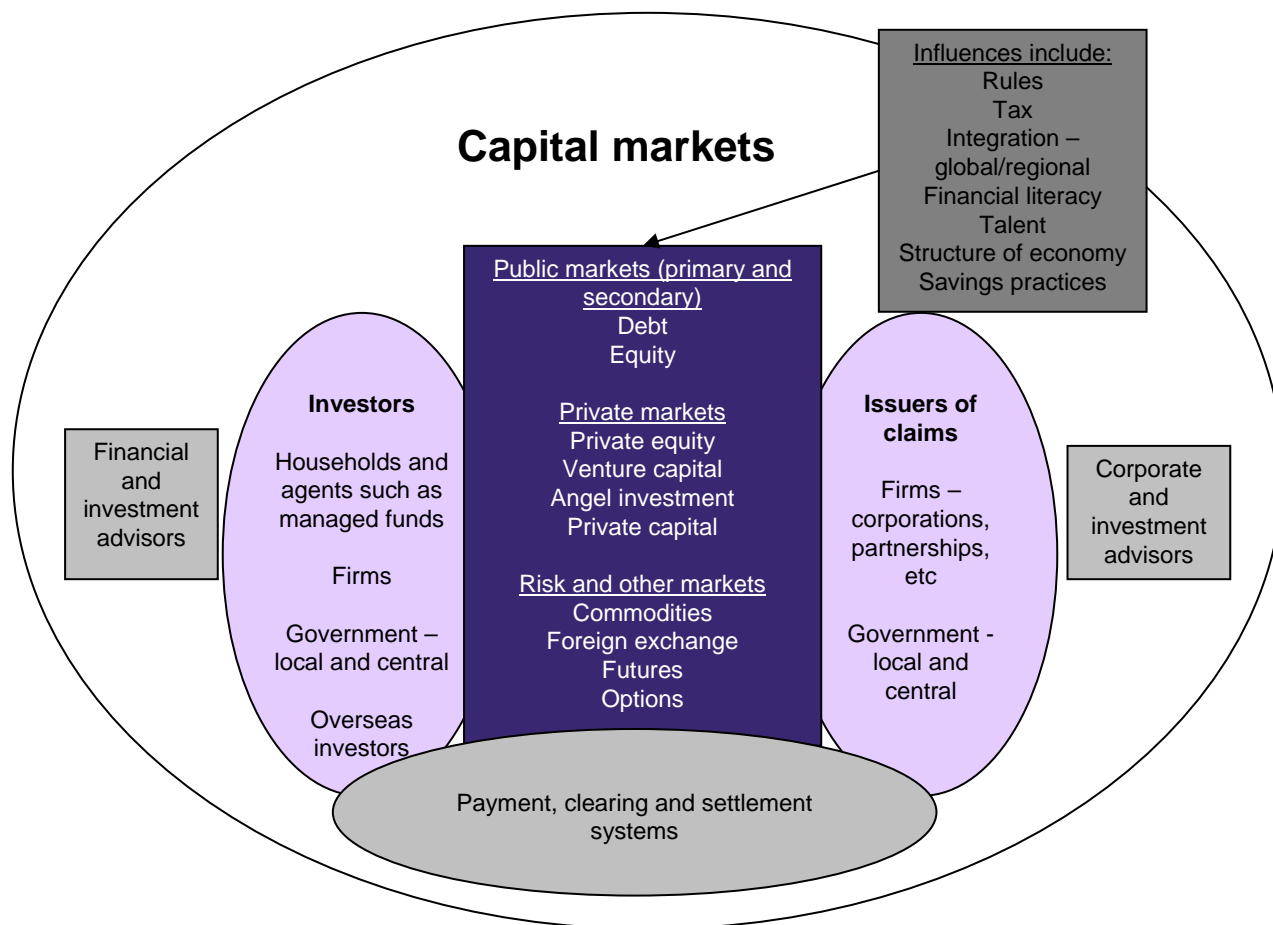 Capital markets
Influences include:
Rules
Tax
Integration –
global/regional
Financial literacy
Talent
Structure of economy
Savings practices
Public markets (primary and
secondary)
Debt
Equity
Private markets
Private equity
Venture capital
Angel investment
Private capital
Risk and other markets
Commodities
Foreign exchange
Futures
Options
Investors
Households and
agents such as
managed funds
Firms
Government –
local and central
Overseas
investors
Issuers of
claims
Firms –
corporations,
partnerships,
etc
Government -
local and
central
Financial
and
investment
advisors
Corporate
and
investment
advisors
Payment, clearing and settlement
systems